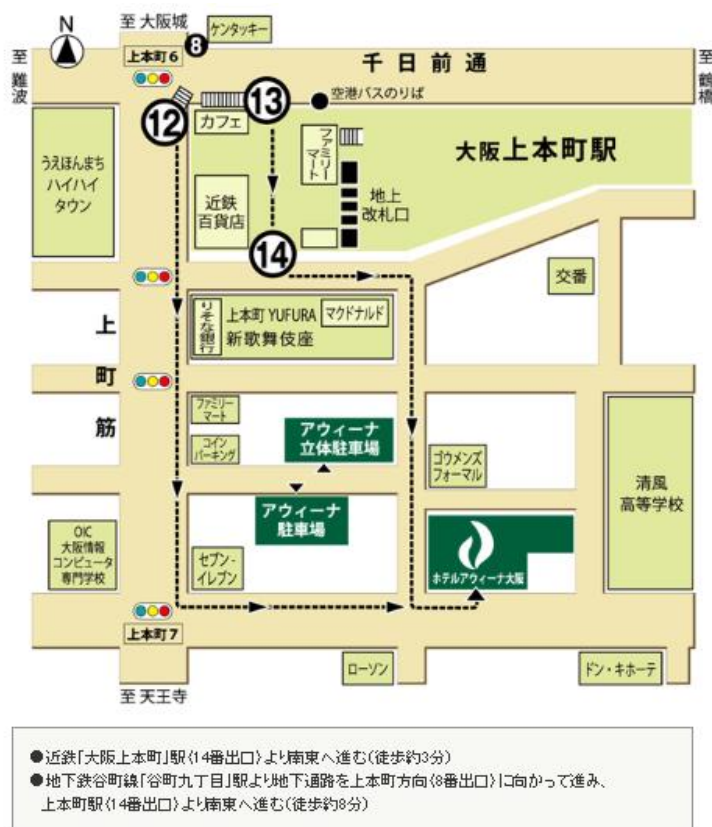 N
至 大阪城
ケンタッキー
8
上本町6
至 難波
千日前通
至 鶴橋
12
13
空港バスのりば
カフェ
ファミリーマート
大阪上本町駅
うえほんまち
ハイハイ
タウン
近鉄
百貨店
地上
改札口
14
交番
りそな銀行
上本町 YUFURA
新歌舞伎座
マクドナルド
上町筋
ファミリー
マート
コイン
パーキング
アウィーナ
立体駐車場
ゴウメンズ
フォーマル
清風
高等学校
アウィーナ
駐車場
OIC
大阪情報
コンピュータ
専門学校
セブン-
イレブン
ホテルアウィーナ大阪
上本町7
ローソン
ドン・キホーテ
至 天王寺
●近鉄「大阪上本町」駅{14番出口}より南東へ進む(徒歩約3分)
●地下鉄谷町線「谷町九丁目」駅より地下通路を上本町方向{8番出口}に向かって進み、
上本町駅{14番出口}より南東へ進む(徒歩約8分)